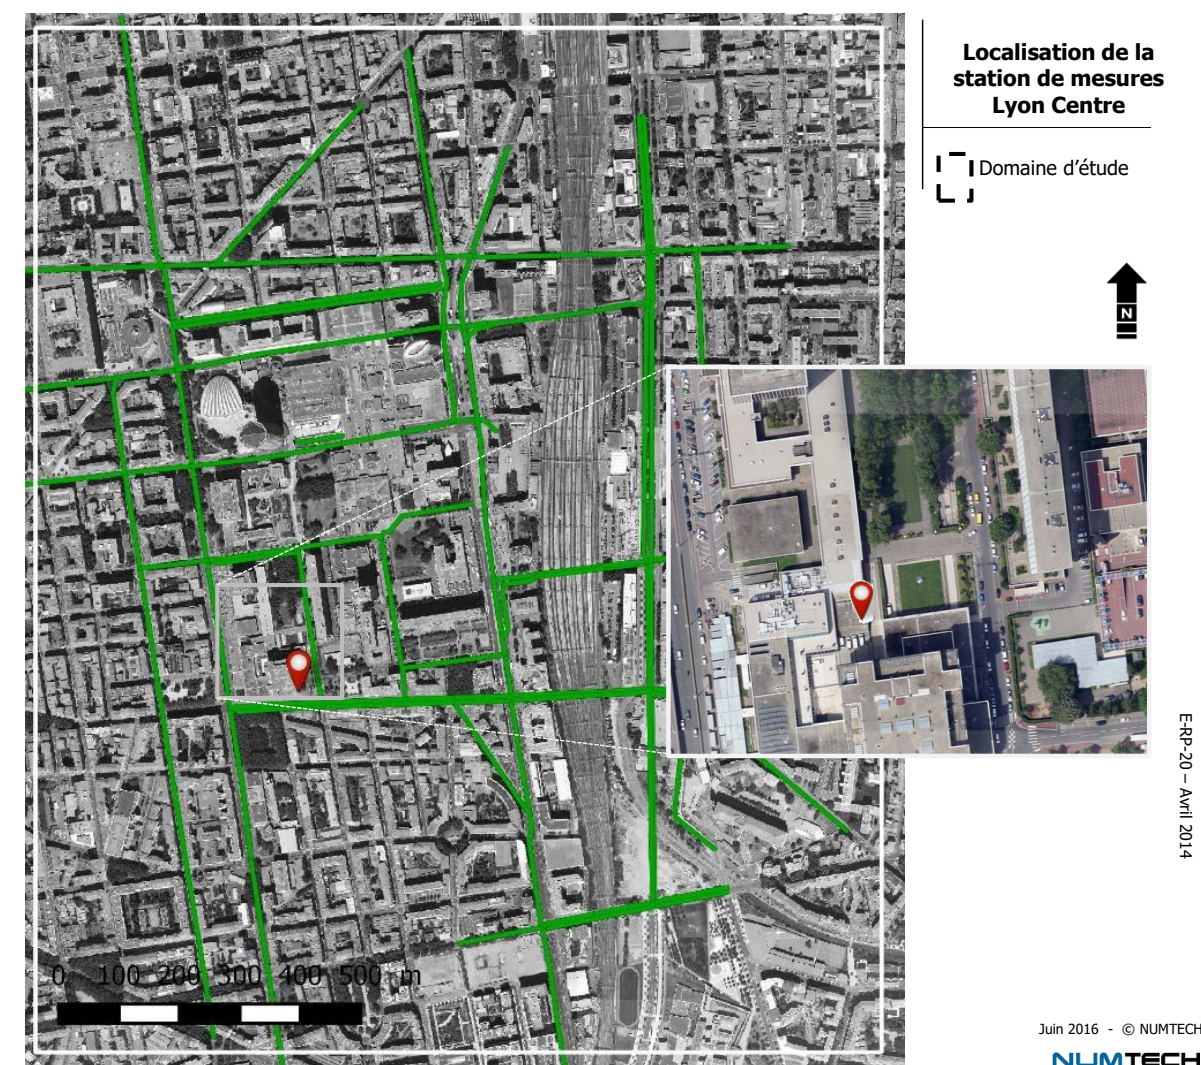 Localisation de la
station de mesures
Lyon Centre
Domaine d'étude
N
0 100 200 300 400 500 m
E-RP-20 – Avril 2014
Juin 2016 - © NUMTECH
NUMTECH